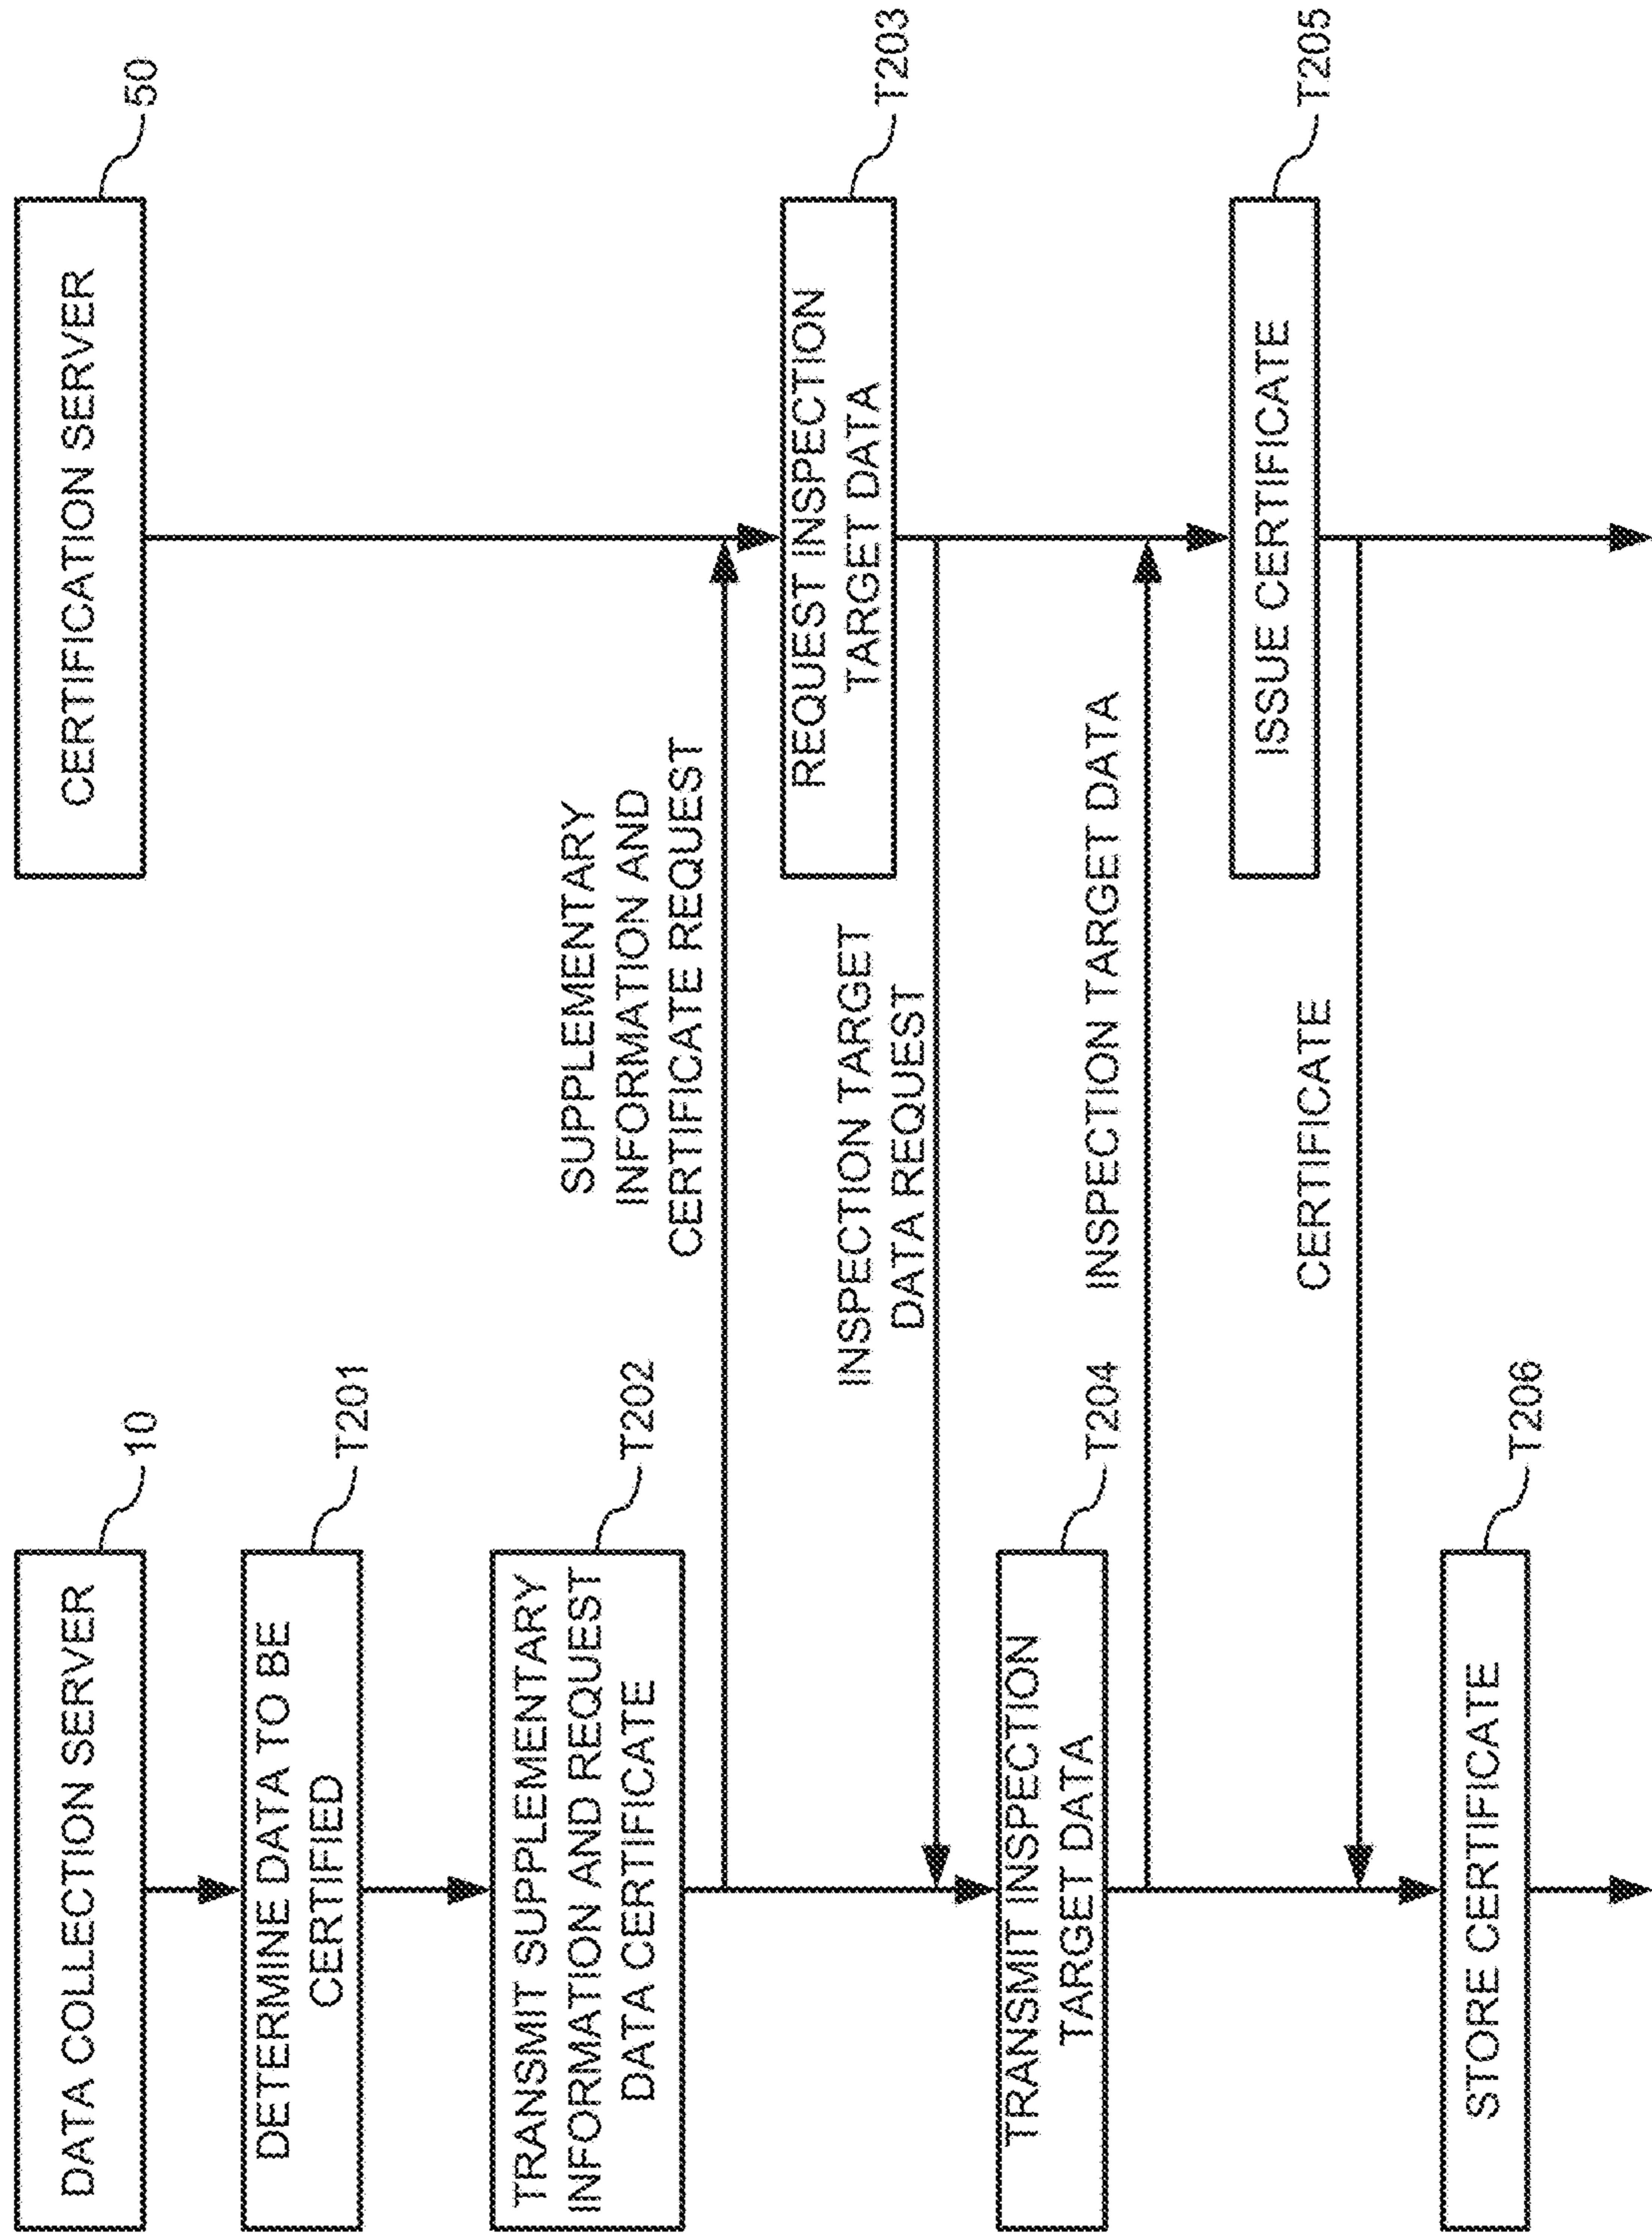 DATA COLLECTION SERVER
10
CERTIFICATION SERVER
50
DETERMINE DATA TO BE
CERTIFIED
T201
TRANSMIT SUPPLEMENTARY
INFORMATION AND REQUEST
DATA CERTIFICATE
T202
SUPPLEMENTARY
INFORMATION AND
CERTIFICATE REQUEST
REQUEST INSPECTION
TARGET DATA
T203
INSPECTION TARGET
DATA REQUEST
TRANSMIT INSPECTION
TARGET DATA
T204
INSPECTION TARGET DATA
ISSUE CERTIFICATE
T205
CERTIFICATE
STORE CERTIFICATE
T206